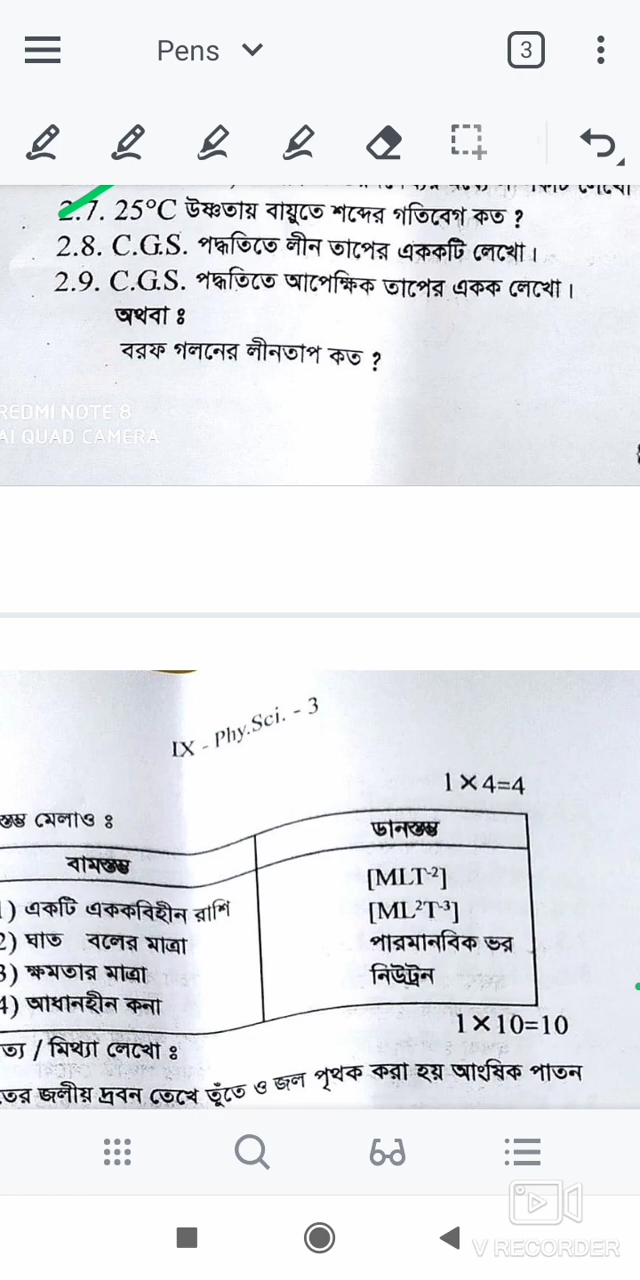 Pens
3
2.7. 25°C উষ্ণতায় বায়ুতে শব্দের গতিবেগ কত ?
2.8. C.G.S. পদ্ধতিতে লীন তাপের এককটি লেখো।
2.9. C.G.S. পদ্ধতিতে আপেক্ষিক তাপের একক লেখো।
অথবা ঃ
বরফ গলনের লীনতাপ কত ?
REDMI NOTE 8
AI QUAD CAMERA
IX - Phy.Sci. - 3
1×4=4
স্তম্ভ মেলাও ঃ
বামস্তম্ভ
ডানস্তম্ভ
1) একটি এককবিহীন রাশি
[MLT⁻²]
2) ঘাত বলের মাত্রা
[ML²T⁻³]
3) ক্ষমতার মাত্রা
পারমানবিক ভর
4) আধানহীন কনা
নিউট্রন
1×10=10
ত্য / মিথ্যা লেখো ঃ
তের জলীয় দ্রবন থেকে তুঁতে ও জল পৃথক করা হয় আংষিক পাতন
V RECORDER